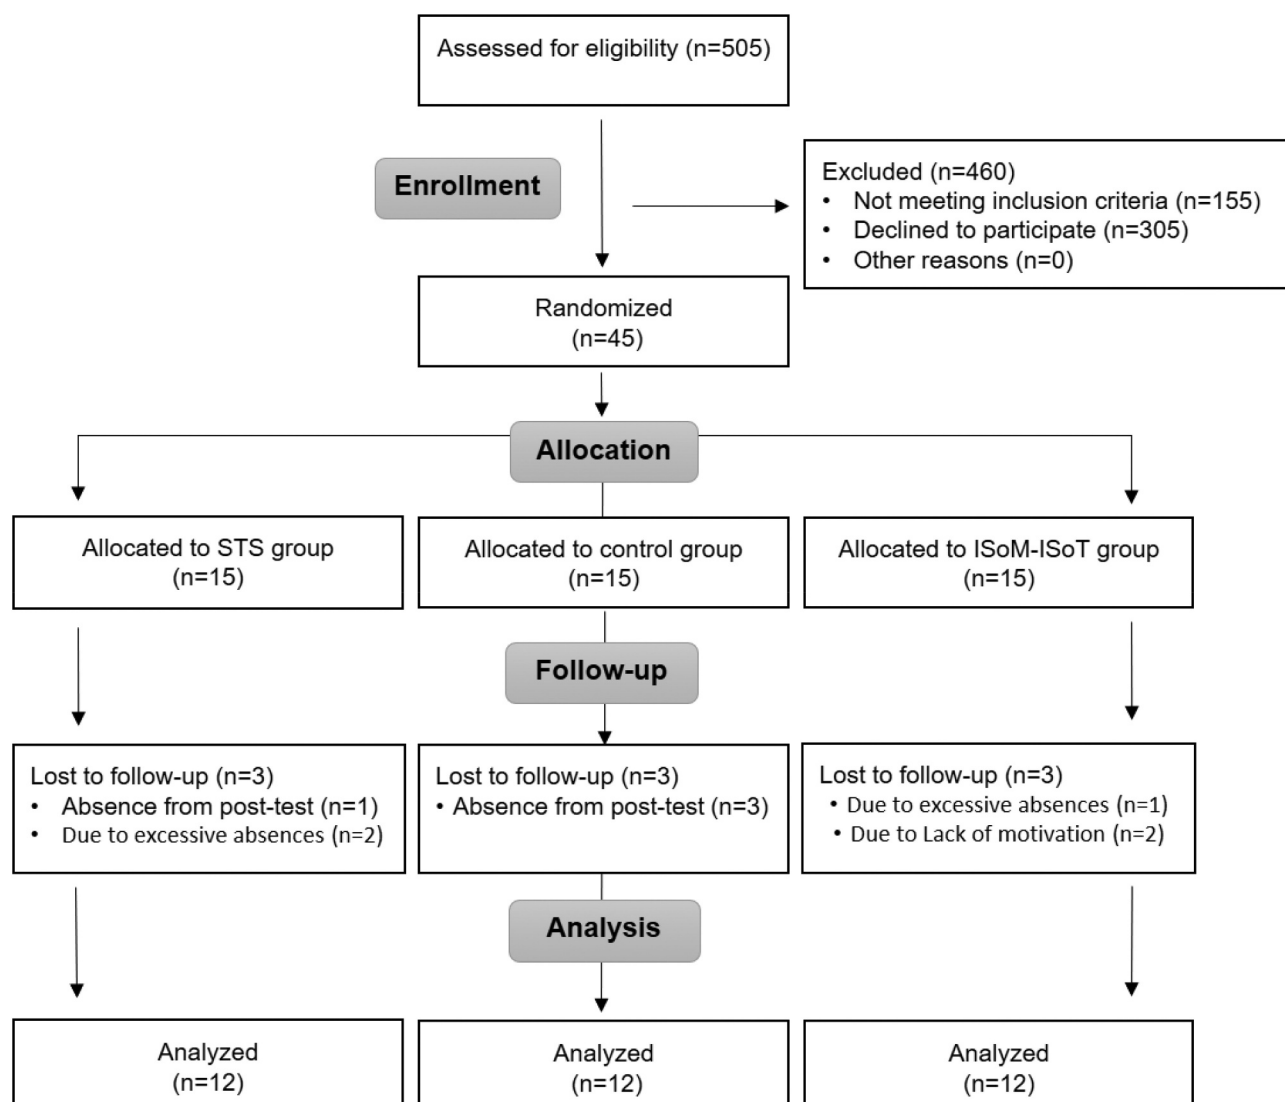 Assessed for eligibility (n=505)
Enrollment
Excluded (n=460)
• Not meeting inclusion criteria (n=155)
• Declined to participate (n=305)
• Other reasons (n=0)
Randomized
(n=45)
Allocation
Allocated to STS group
(n=15)
Allocated to control group
(n=15)
Allocated to ISoM-ISoT group
(n=15)
Follow-up
Lost to follow-up (n=3)
• Absence from post-test (n=1)
• Due to excessive absences (n=2)
Lost to follow-up (n=3)
• Absence from post-test (n=3)
Lost to follow-up (n=3)
• Due to excessive absences (n=1)
• Due to Lack of motivation (n=2)
Analysis
Analyzed
(n=12)
Analyzed
(n=12)
Analyzed
(n=12)